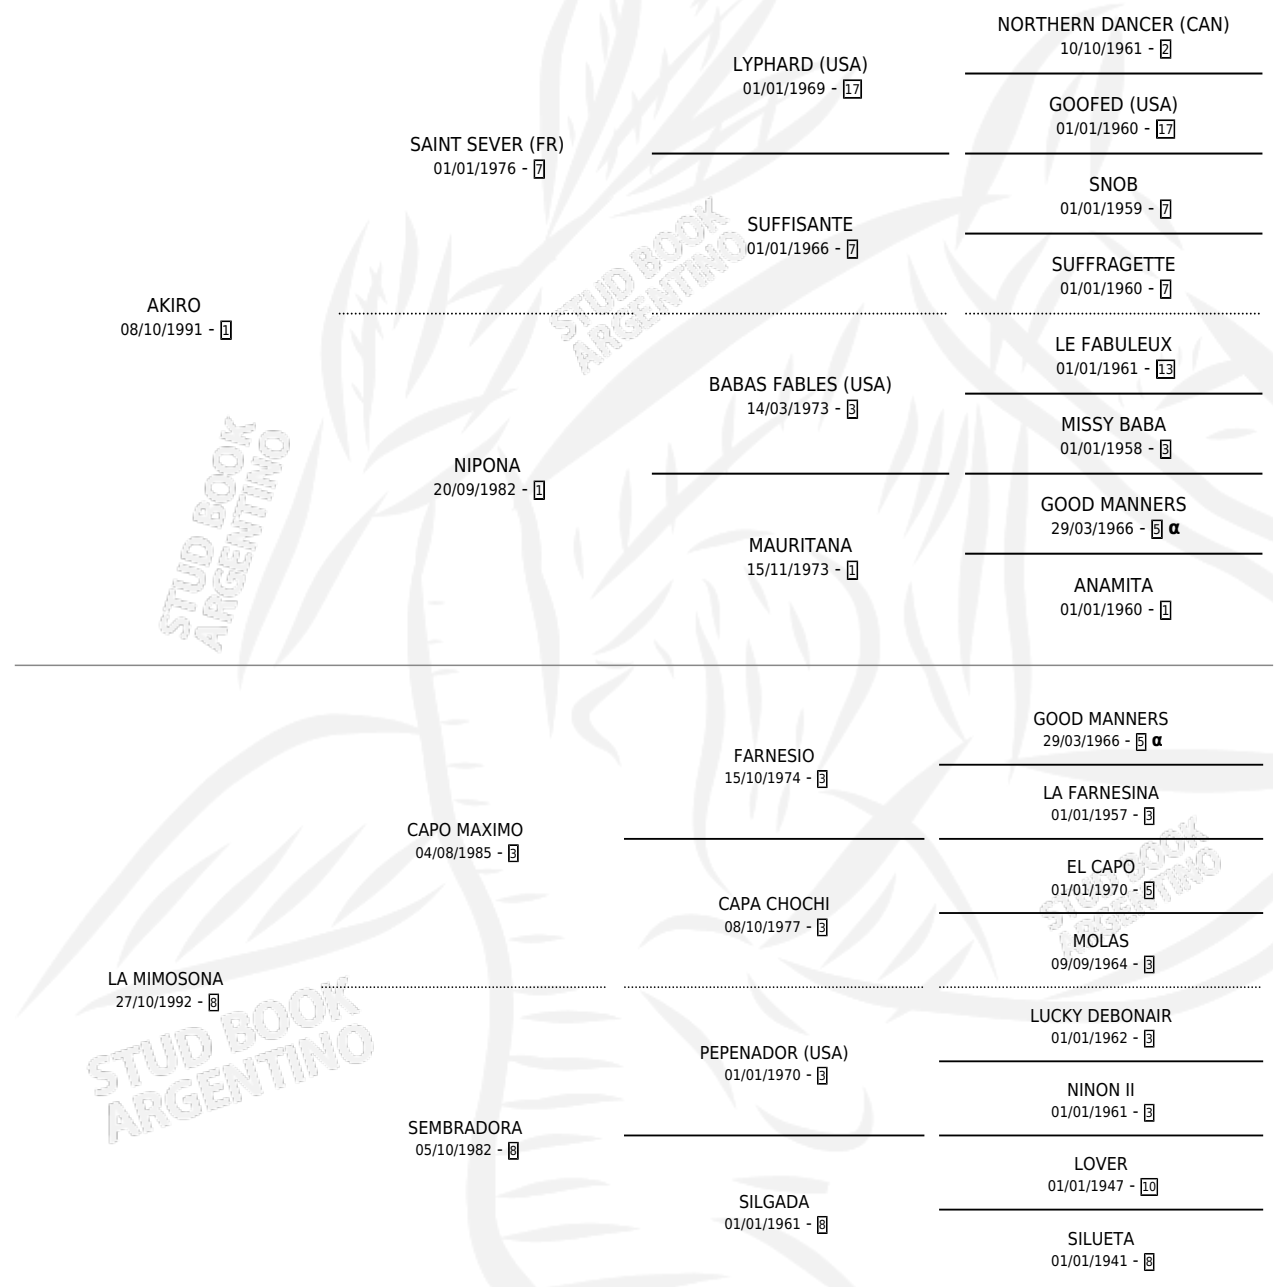 NORTHERN DANCER (CAN)
10/10/1961 - 2
LYPHARD (USA)
01/01/1969 - 17
GOOFED (USA)
01/01/1960 - 17
SAINT SEVER (FR)
01/01/1976 - 7
SNOB
01/01/1959 - 7
SUFFISANTE
01/01/1966 - 7
SUFFRAGETTE
01/01/1960 - 7
AKIRO
08/10/1991 - 1
LE FABULEUX
01/01/1961 - 13
BABAS FABLES (USA)
14/03/1973 - 3
MISSY BABA
01/01/1958 - 3
NIPONA
20/09/1982 - 1
GOOD MANNERS
29/03/1966 - 5 α
MAURITANA
15/11/1973 - 1
ANAMITA
01/01/1960 - 1
GOOD MANNERS
29/03/1966 - 5 α
FARNESIO
15/10/1974 - 3
LA FARNESINA
01/01/1957 - 3
CAPO MAXIMO
04/08/1985 - 3
EL CAPO
01/01/1970 - 5
CAPA CHOCHI
08/10/1977 - 3
MOLAS
09/09/1964 - 3
LA MIMOSONA
27/10/1992 - 8
LUCKY DEBONAIR
01/01/1962 - 3
PEPENADOR (USA)
01/01/1970 - 3
NINON II
01/01/1961 - 3
SEMBRADORA
05/10/1982 - 8
LOVER
01/01/1947 - 10
SILGADA
01/01/1961 - 8
SILUETA
01/01/1941 - 8
STUD BOOK
ARGENTINO
STUD BOOK
ARGENTINO
STUD BOOK
ARGENTINO
STUD BOOK
ARGENTINO